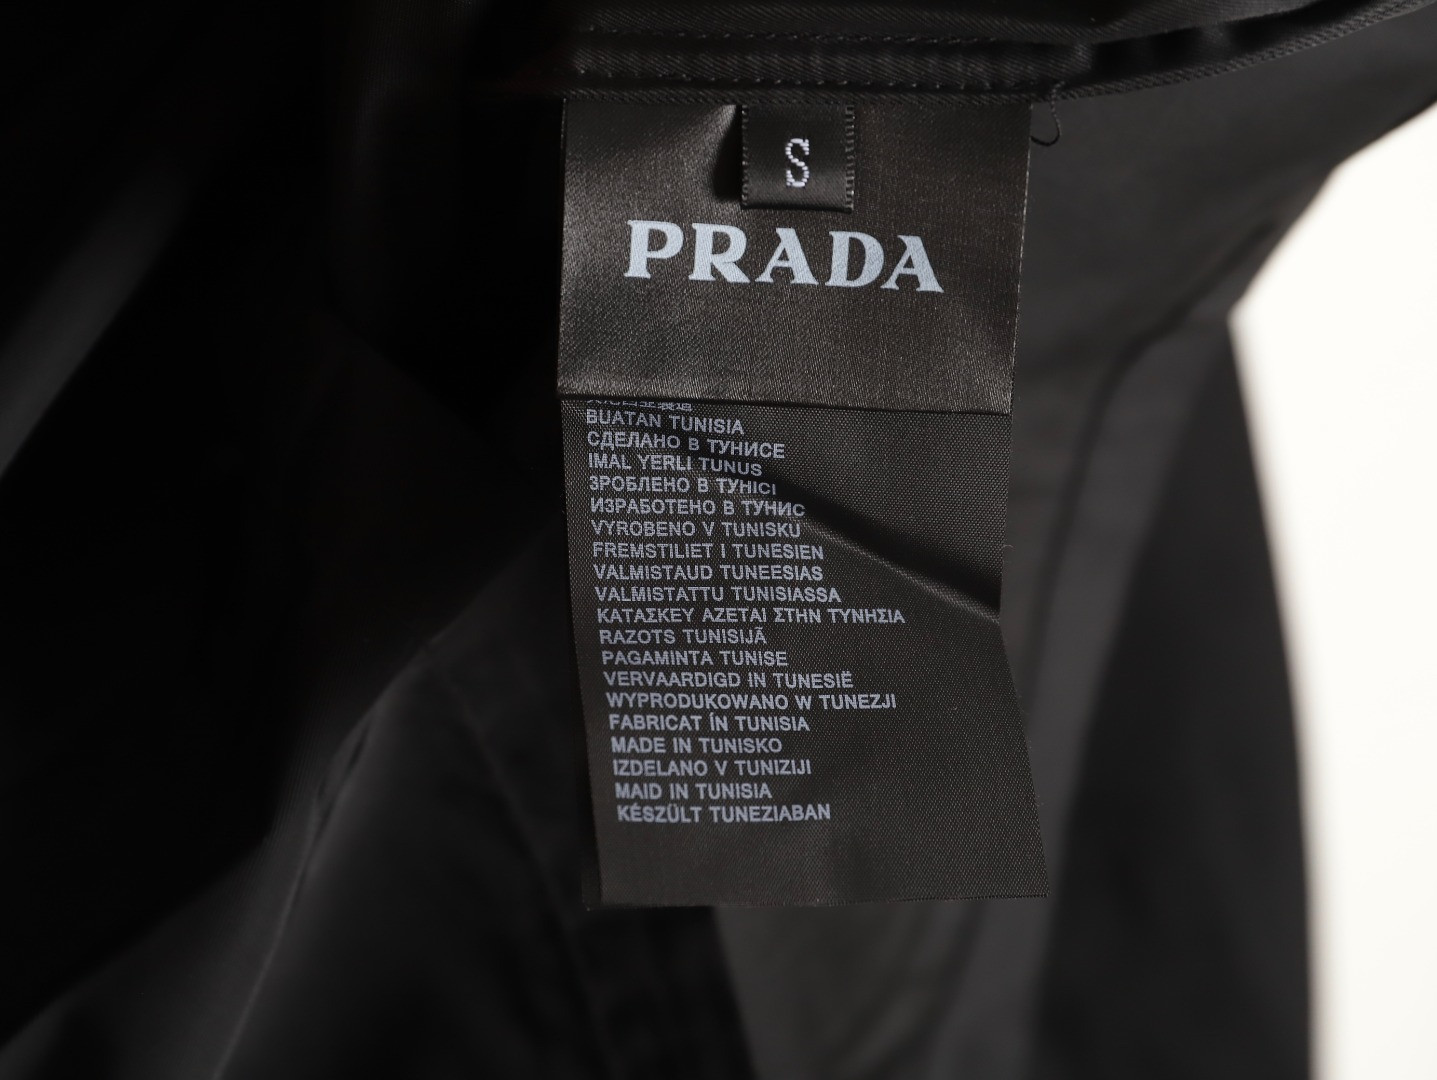 S
PRADA
BUATAN TUNISIA
СДЕЛАНО В ТУНИСЕ
IMAL YERLI TUNUS
ЗРОБЛЕНО В ТУНІСІ
ИЗРАБОТЕНО В ТУНИС
VYROBENO V TUNISKU
FREMSTILIET I TUNESIEN
VALMISTAUD TUNEESIAS
VALMISTATTU TUNISIASSA
ΚΑΤΑΣΚΕΥ ΑΖΕΤΑΙ ΣΤΗΝ ΤΥΝΗΣΙΑ
RAZOTS TUNISIJÃ
PAGAMINTA TUNISE
VERVAARDIGD IN TUNESIË
WYPRODUKOWANO W TUNEZJI
FABRICAT ÎN TUNISIA
MADE IN TUNISKO
IZDELANO V TUNIZIJI
MAID IN TUNISIA
KÉSZÜLT TUNEZIABAN